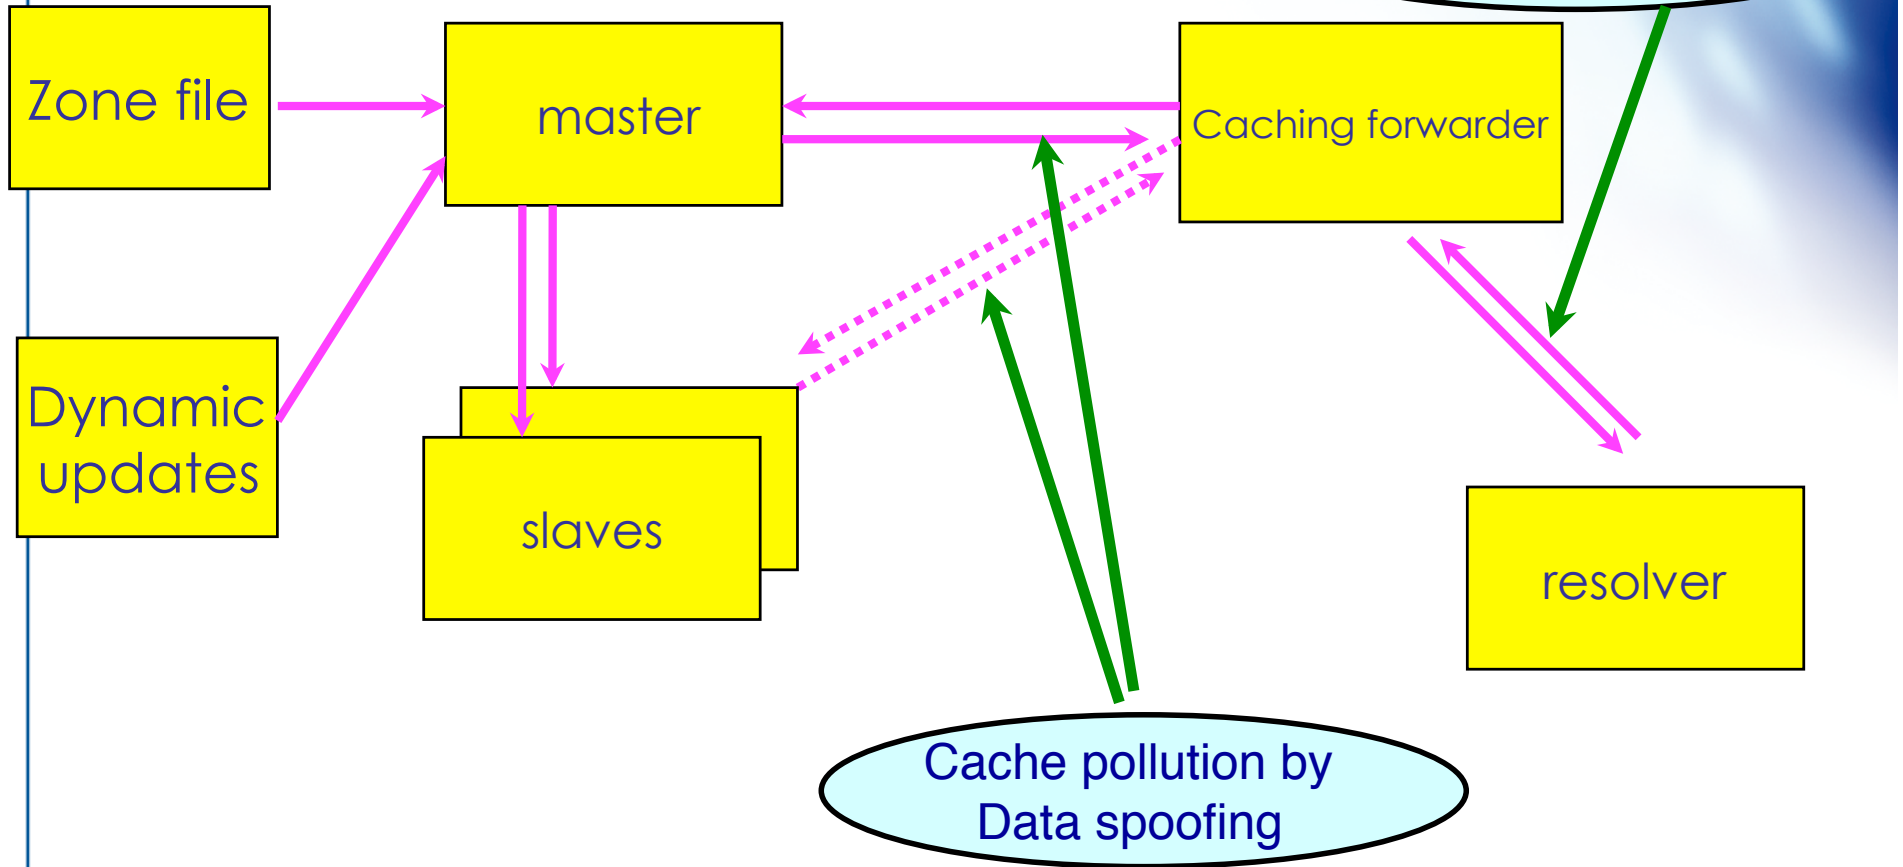 Zone file
master
Caching forwarder
Dynamic
updates
slaves
resolver
Cache pollution by
Data spoofing